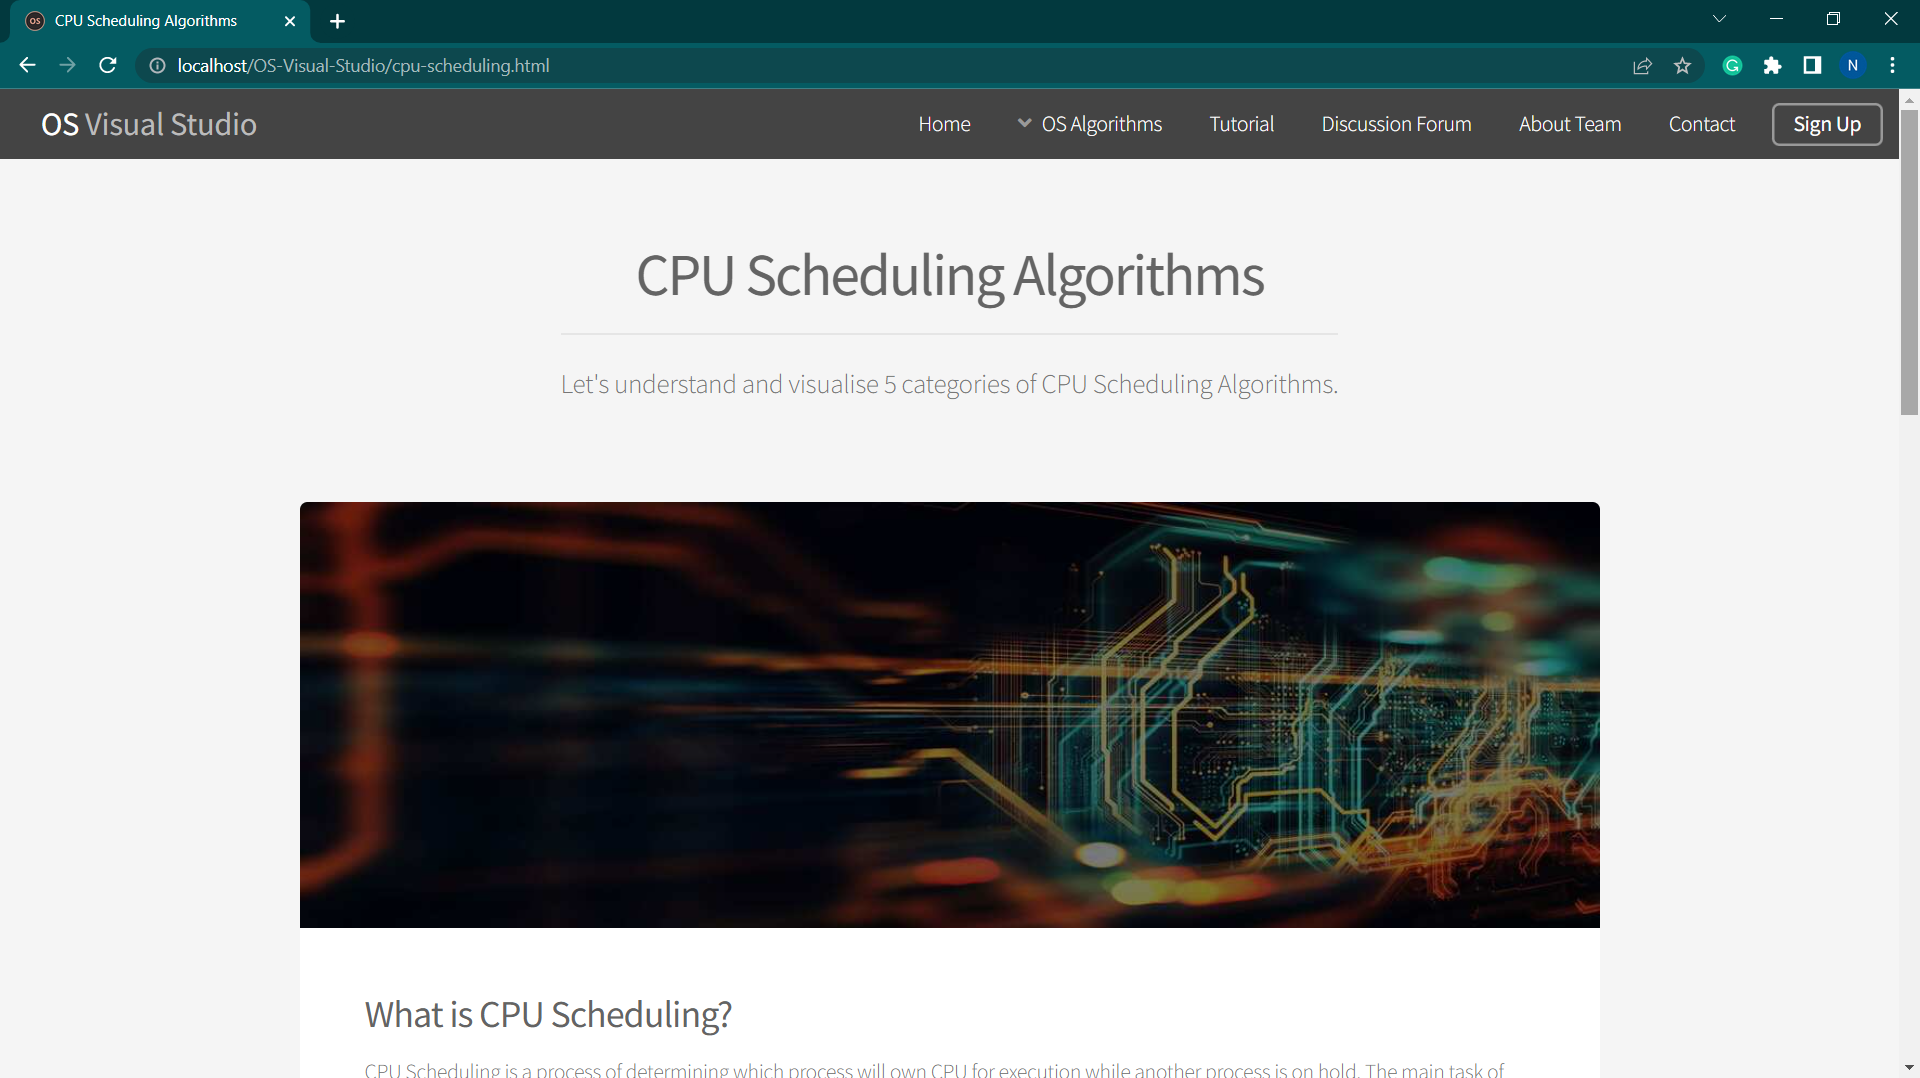 CPU Scheduling Algorithms
localhost/OS-Visual-Studio/cpu-scheduling.html
N
OS Visual Studio
Home
OS Algorithms
Tutorial
Discussion Forum
About Team
Contact
Sign Up
CPU Scheduling Algorithms
Let's understand and visualise 5 categories of CPU Scheduling Algorithms.
What is CPU Scheduling?
CPU Scheduling is a process of determining which process will own CPU for execution while another process is on hold. The main task of